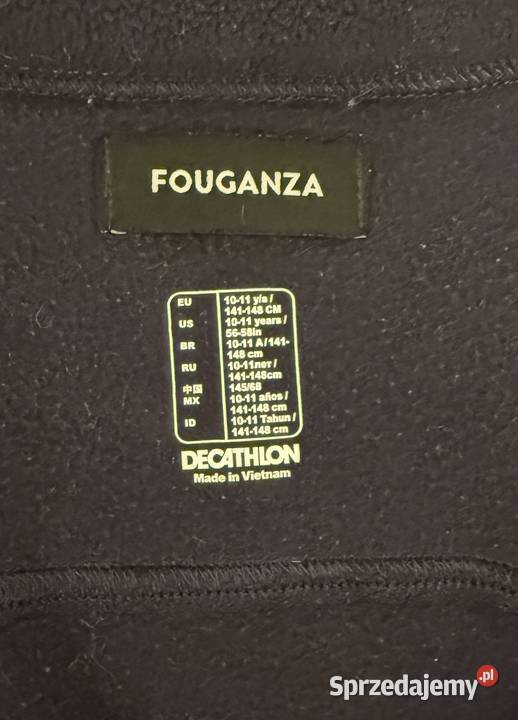 FOUGANZA
EU 10-11 y/a /
141-148 CM
US 10-11 years /
56-58in
BR 10-11 A / 141-
148 cm
RU 10-11лет /
141-148cm
中国 145/68
MX 10-11 años /
141-148 cm
ID 10-11 Tahun /
141-148 cm
DECATHLON
Made in Vietnam
Sprzedajemy.pl